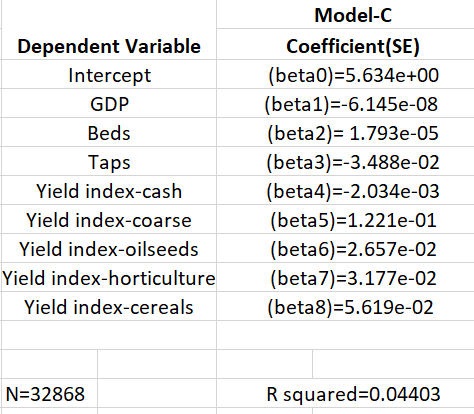 Model-C
Dependent Variable Coefficient(SE)
Intercept (beta0)=5.634e+00
GDP (beta1)=-6.145e-08
Beds (beta2)= 1.793e-05
Taps (beta3)=-3.488e-02
Yield index-cash (beta4)=-2.034e-03
Yield index-coarse (beta5)=1.221e-01
Yield index-oilseeds (beta6)=2.657e-02
Yield index-horticulture (beta7)=3.177e-02
Yield index-cereals (beta8)=5.619e-02
N=32868 R squared=0.04403